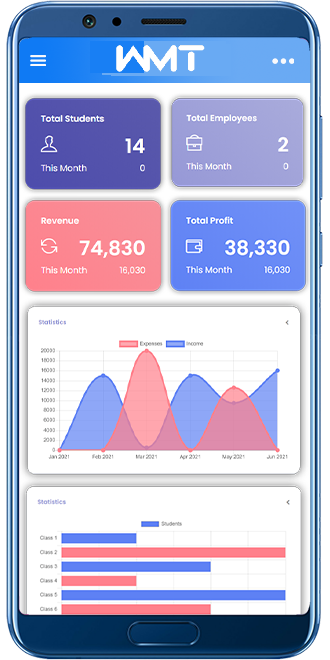 WMT
Total Students
14
This Month 0
Total Employees
2
This Month 0
Revenue
74,830
This Month 16,030
Total Profit
38,330
This Month 16,030
Statistics
Expenses Income
20000
18000
16000
14000
12000
10000
8000
6000
4000
2000
0
Jan 2021 Feb 2021 Mar 2021 Apr 2021 May 2021 Jun 2021
Statistics
Students
Class 1
Class 2
Class 3
Class 4
Class 5
Class 6